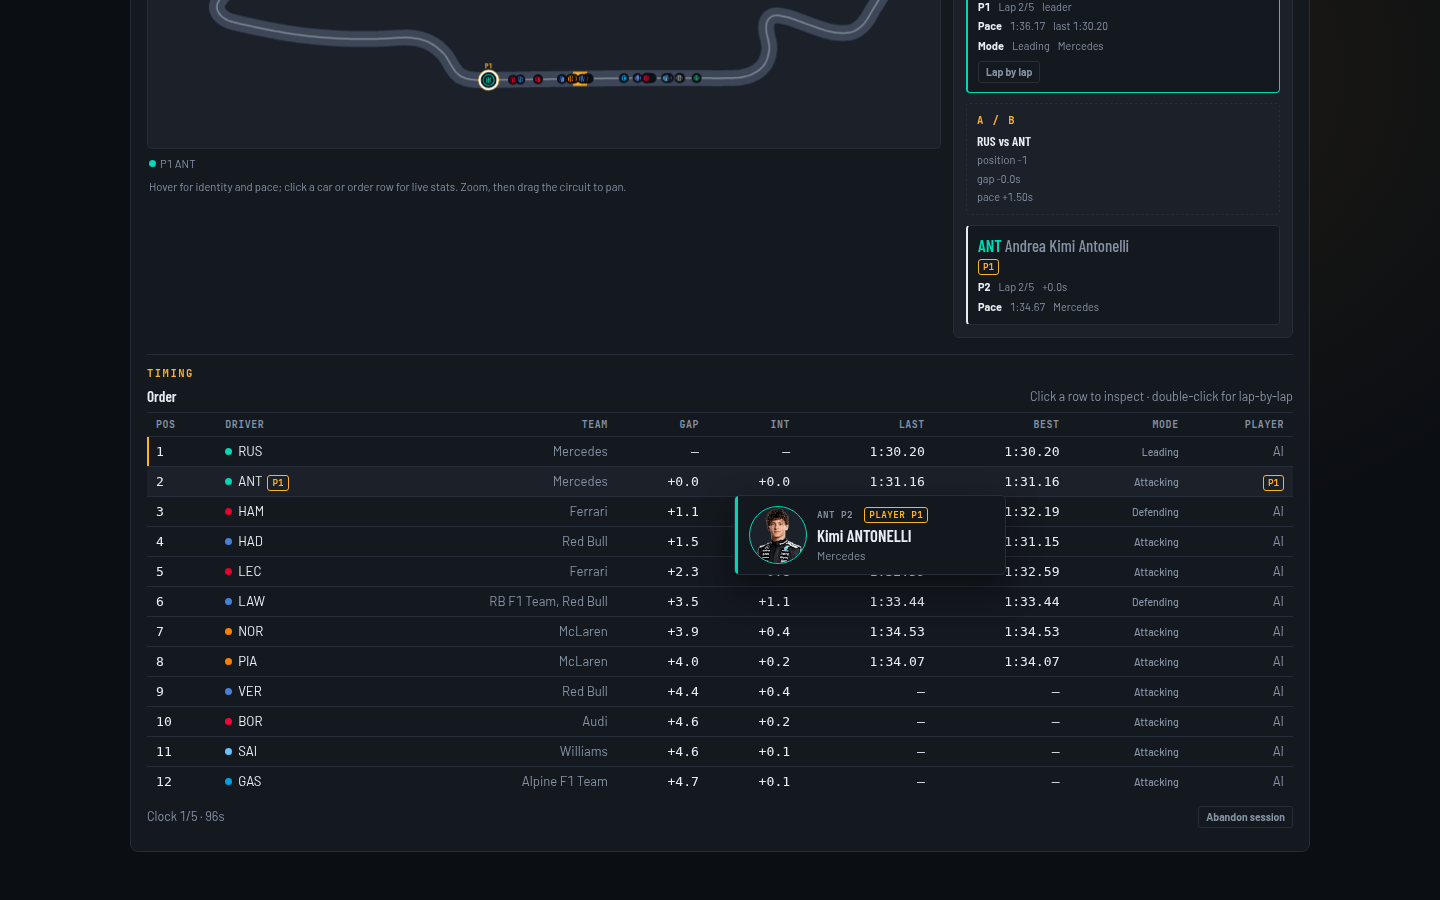 P1 Lap 2/5 leader
Pace 1:36.17 last 1:30.20
Mode Leading Mercedes
Lap by lap
P1
A / B
RUS vs ANT
position -1
gap -0.0s
pace +1.50s
P1 ANT
Hover for identity and pace; click a car or order row for live stats. Zoom, then drag the circuit to pan.
ANT Andrea Kimi Antonelli
P1
P2 Lap 2/5 +0.0s
Pace 1:34.67 Mercedes
TIMING
Order Click a row to inspect · double-click for lap-by-lap
POS DRIVER TEAM GAP INT LAST BEST MODE PLAYER
1 RUS Mercedes — — 1:30.20 1:30.20 Leading AI
2 ANT P1 Mercedes +0.0 +0.0 1:31.16 1:31.16 Attacking P1
3 HAM Ferrari +1.1 1:32.19 Defending AI
ANT P2 PLAYER P1
Kimi ANTONELLI
Mercedes
4 HAD Red Bull +1.5 1:31.15 Attacking AI
5 LEC Ferrari +2.3 1:32.59 Attacking AI
6 LAW RB F1 Team, Red Bull +3.5 +1.1 1:33.44 1:33.44 Defending AI
7 NOR McLaren +3.9 +0.4 1:34.53 1:34.53 Attacking AI
8 PIA McLaren +4.0 +0.2 1:34.07 1:34.07 Attacking AI
9 VER Red Bull +4.4 +0.4 — — Attacking AI
10 BOR Audi +4.6 +0.2 — — Attacking AI
11 SAI Williams +4.6 +0.1 — — Attacking AI
12 GAS Alpine F1 Team +4.7 +0.1 — — Attacking AI
Clock 1/5 · 96s
Abandon session